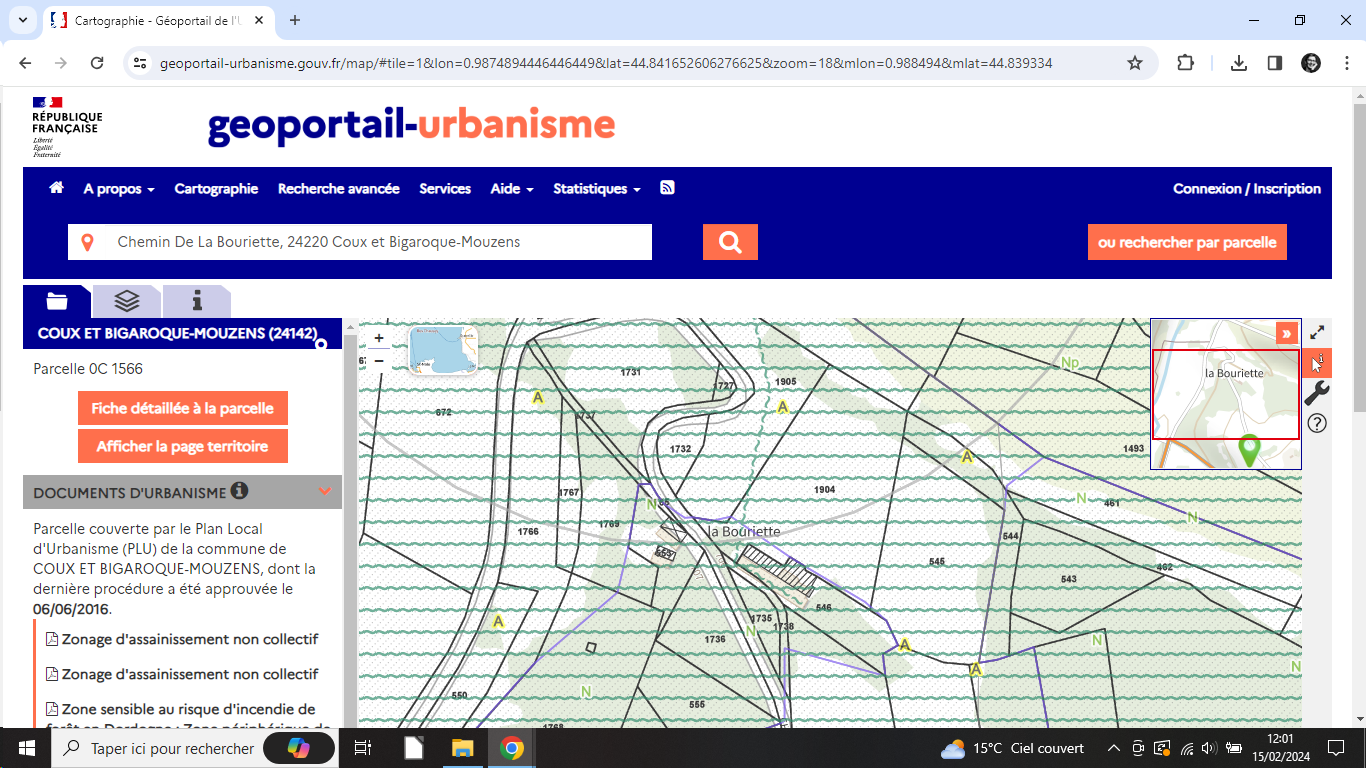 Cartographie - Géoportail de l'U
geoportail-urbanisme.gouv.fr/map/#tile=1&lon=0.987489444646449&lat=44.841652606276625&zoom=18&mlon=0.988494&mlat=44.839334
RÉPUBLIQUE
FRANÇAISE
Liberté
Égalité
Fraternité
geoportail-urbanisme
A propos
Cartographie
Recherche avancée
Services
Aide
Statistiques
Connexion / Inscription
Chemin De La Bouriette, 24220 Coux et Bigaroque-Mouzens
ou rechercher par parcelle
COUX ET BIGAROQUE-MOUZENS (24142)
Parcelle 0C 1566
Fiche détaillée à la parcelle
Afficher la page territoire
DOCUMENTS D'URBANISME
Parcelle couverte par le Plan Local
d'Urbanisme (PLU) de la commune de
COUX ET BIGAROQUE-MOUZENS, dont la
dernière procédure a été approuvée le
06/06/2016.
Zonage d'assainissement non collectif
Zonage d'assainissement non collectif
Zone sensible au risque d'incendie de
forêt en Dordogne : Zone périphérique de
+
−
1731
1727
1905
Np
la Bouriette
672
A
1737
A
1732
1493
A
1904
1767
N
461
N
N
1766
1769
la Bouriette
544
545
543
462
546
A
1735
1738
N
1736
N
A
A
N
N
550
555
1768
Taper ici pour rechercher
15°C Ciel couvert
12:01
15/02/2024